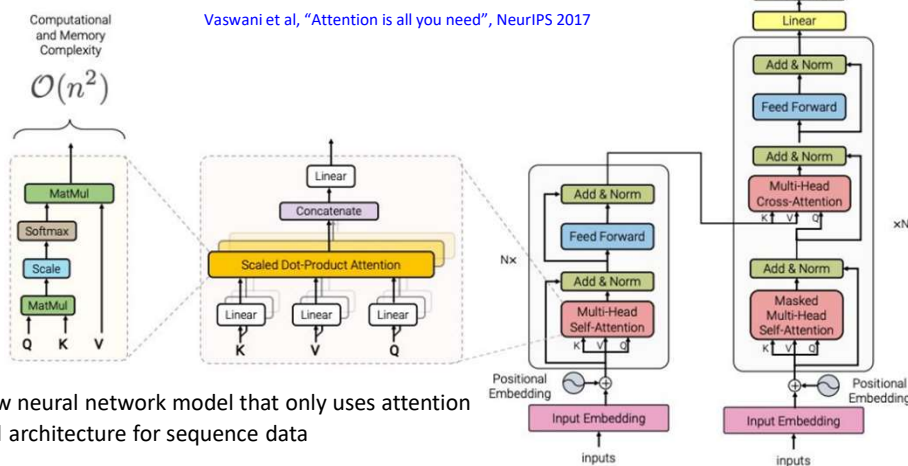 Vaswani et al, “Attention is all you need”, NeurIPS 2017
Computational
and Memory
Complexity
O(n²)
MatMul
Softmax
Scale
MatMul
Q K V
Linear
Concatenate
Scaled Dot-Product Attention
Linear Linear Linear
K V Q
N×
Add & Norm
Feed Forward
Add & Norm
Multi-Head
Self-Attention
K V Q
Positional
Embedding
Input Embedding
inputs
Linear
Add & Norm
Feed Forward
Add & Norm
Multi-Head
Cross-Attention
K V Q
×N
Add & Norm
Masked
Multi-Head
Self-Attention
K V Q
Positional
Embedding
Input Embedding
inputs
neural network model that only uses attention
architecture for sequence data